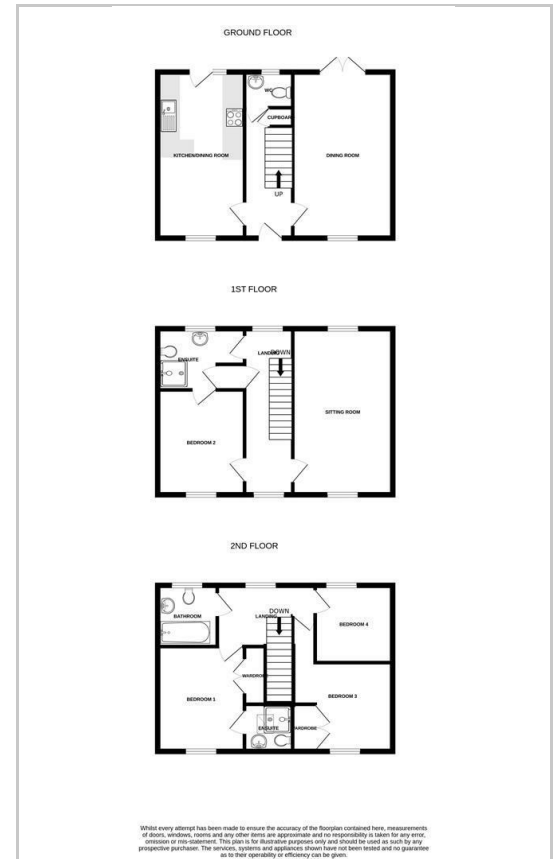 GROUND FLOOR
WC
CUPBOARD
KITCHEN/DINING ROOM
DINING ROOM
UP
1ST FLOOR
LANDING
DOWN
ENSUITE
SITTING ROOM
BEDROOM 2
2ND FLOOR
DOWN
BATHROOM
LANDING
BEDROOM 4
WARDROBE
BEDROOM 1
BEDROOM 3
ENSUITE
WARDROBE
Whilst every attempt has been made to ensure the accuracy of the floorplan contained here, measurements
of doors, windows, rooms and any other items are approximate and no responsibility is taken for any error,
omission or mis-statement. This plan is for illustrative purposes only and should be used as such by any
prospective purchaser. The services, systems and appliances shown have not been tested and no guarantee
as to their operability or efficiency can be given.